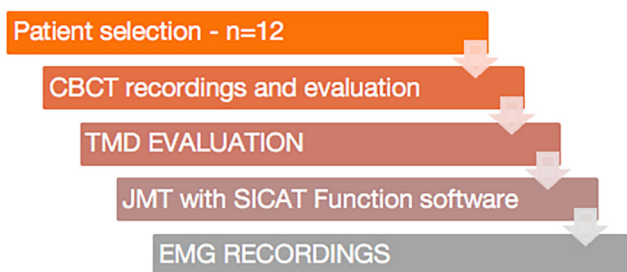 Patient selection - n=12
CBCT recordings and evaluation
TMD EVALUATION
JMT with SICAT Function software
EMG RECORDINGS